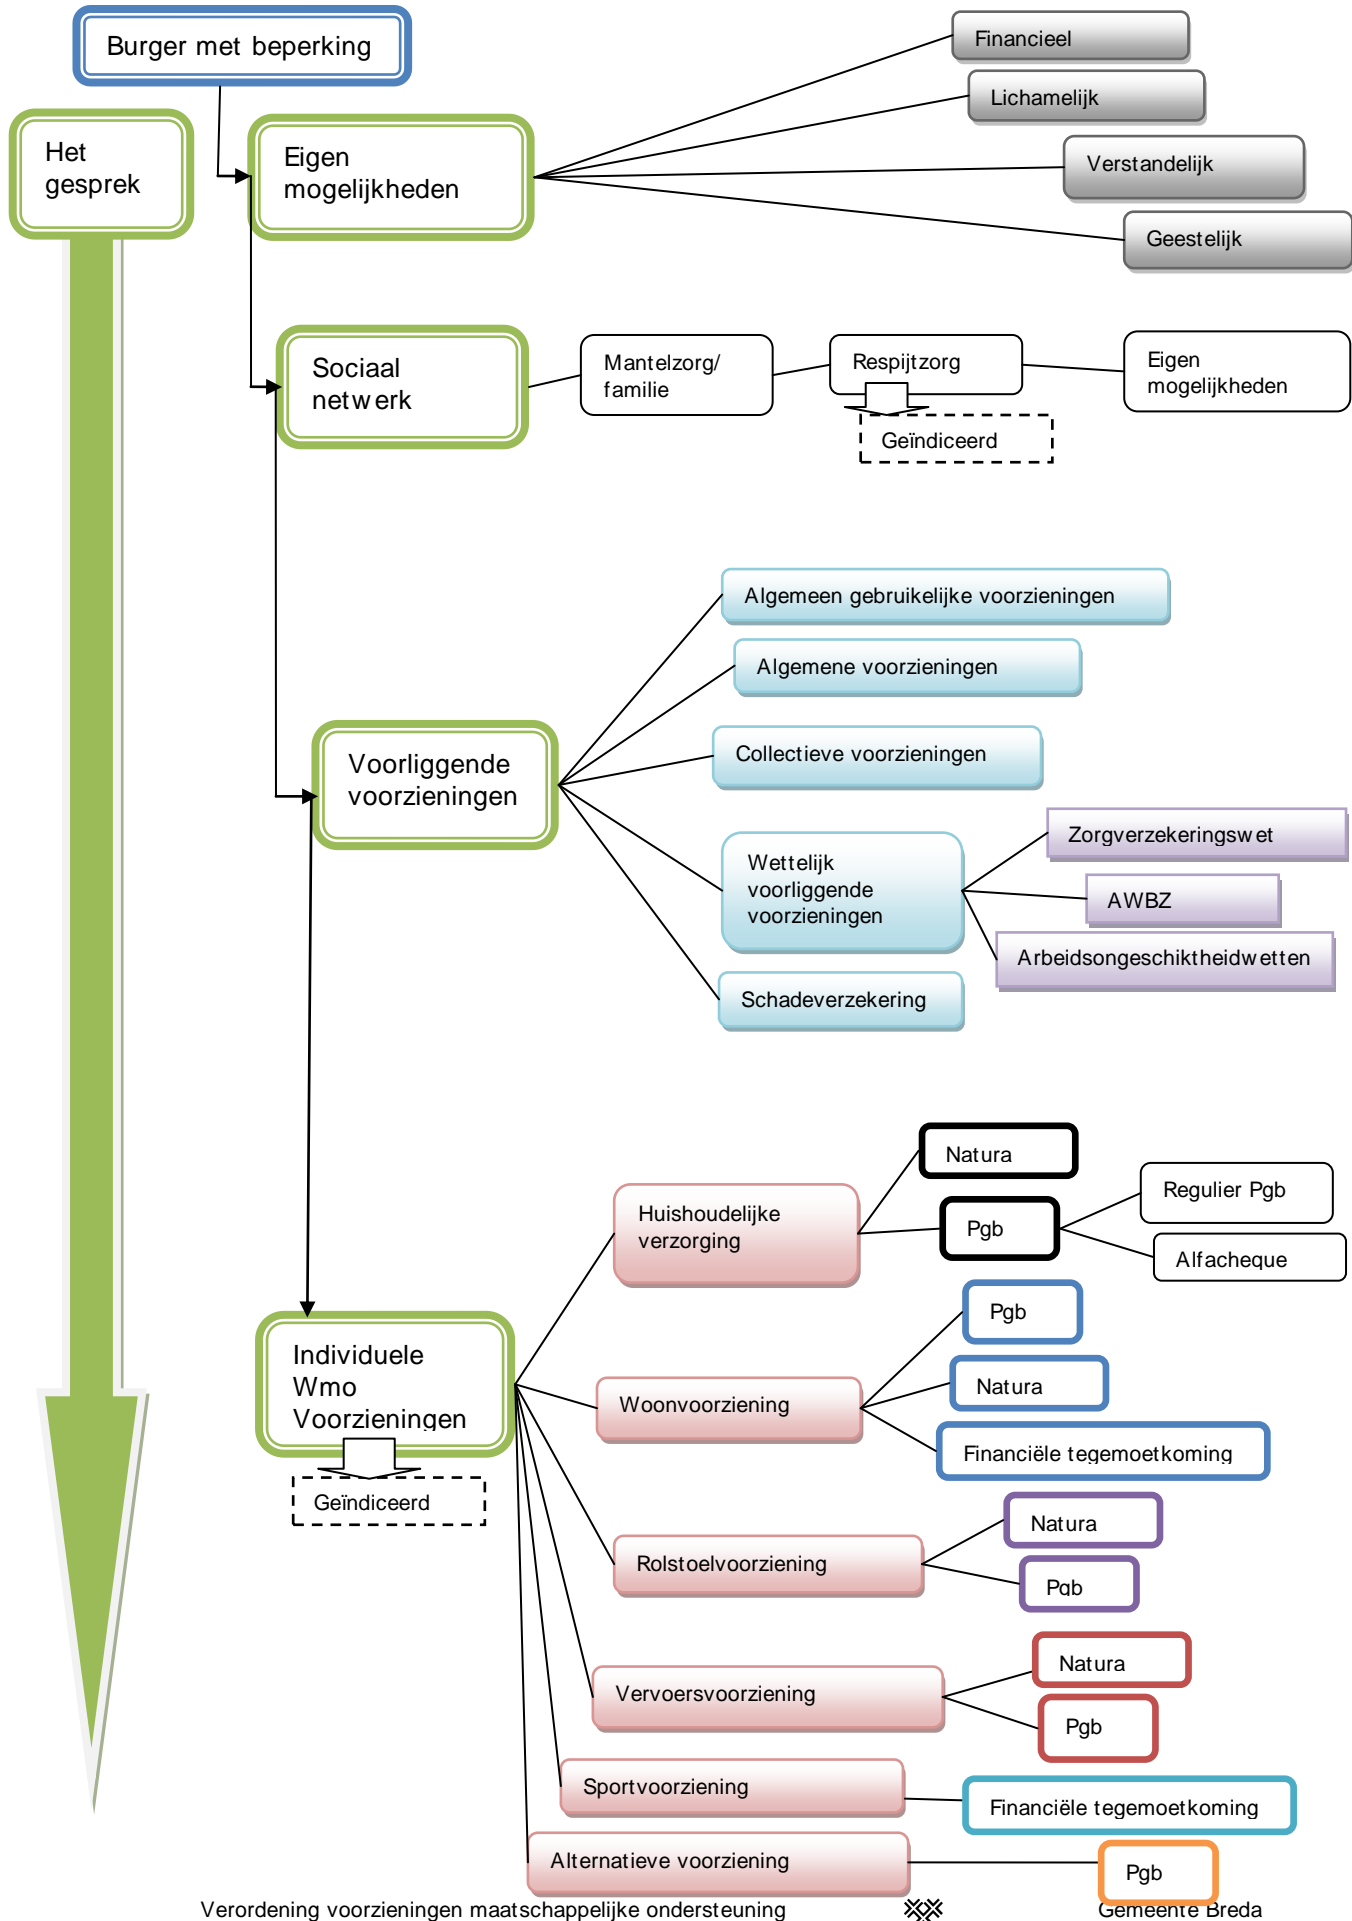 Burger met beperking
Financieel
Lichamelijk
Het
gesprek
Eigen
mogelijkheden
Verstandelijk
Geestelijk
Sociaal
netwerk
Mantelzorg/
familie
Respijtzorg
Eigen
mogelijkheden
Geïndiceerd
Algemeen gebruikelijke voorzieningen
Algemene voorzieningen
Voorliggende
voorzieningen
Collectieve voorzieningen
Wettelijk
voorliggende
voorzieningen
Zorgverzekeringswet
AWBZ
Arbeidsongeschiktheidwetten
Schadeverzekering
Huishoudelijke
verzorging
Natura
Pgb
Regulier Pgb
Alfacheque
Individuele
Wmo
Voorzieningen
Geïndiceerd
Woonvoorziening
Pgb
Natura
Financiële tegemoetkoming
Rolstoelvoorziening
Natura
Pgb
Vervoersvoorziening
Natura
Pgb
Sportvoorziening
Financiële tegemoetkoming
Alternatieve voorziening
Pgb
Verordening voorzieningen maatschappelijke ondersteuning Gemeente Breda